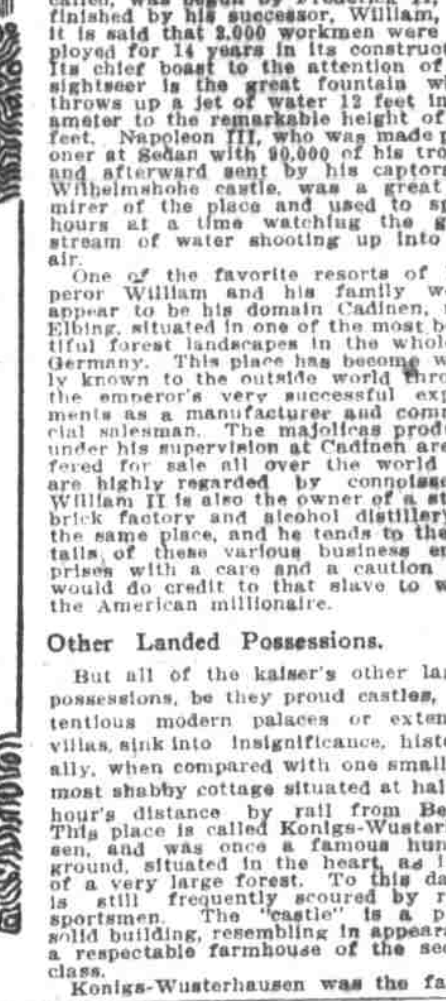 called, was begun by Frederick II,
finished by his successor, William,
it is said that 2,000 workmen were
ployed for 14 years in its construc
Its chief boast to the attention of
sightseer is the great fountain w
throws up a jet of water 12 feet in
ameter to the remarkable height of
feet. Napoleon III, who was made
oner at Sedan with 90,000 of his tro
and afterward sent by his captor
Wilhelmshohe castle, was a great
mirer of the place and used to s
hours at a time watching the g
stream of water shooting up into
air.
One of the favorite resorts of
peror William and his family w
appear to be his domain Cadinen,
Elbing, situated in one of the most b
tiful forest landscapes in the whol
Germany. This place has become w
ly known to the outside world thro
the emperor's very successful exp
ments as a manufacturer and com
cial salesman. The majolicas prod
under his supervision at Cadinen are
fered for sale all over the world
are highly regarded by connoisse
William II is also the owner of a st
brick factory and alcohol distiller
the same place, and he tends to the
tails of these various business en
prises with a care and a caution
would do credit to that slave to w
the American millionaire.
Other Landed Possessions.
But all of the kaiser's other la
possessions, be they proud castles,
tentious modern palaces or exten
villas, sink into insignificance, hist
ally, when compared with one small
most shabby cottage situated at hal
hour's distance by rail from Be
This place is called Konigs-Wuster
sen, and was once a famous hun
ground, situated in the heart, as i
of a very large forest. To this da
is still frequently scoured by r
sportsmen. The "castle" is a p
solid building, resembling in appear
a respectable farmhouse of the sec
class.
Konigs-Wusterhausen was the fa